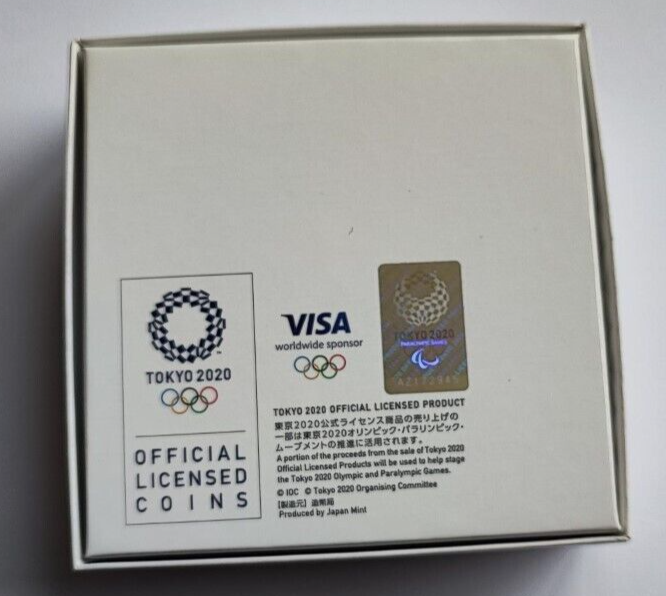 TOKYO 2020
OFFICIAL
LICENSED
COINS
VISA
worldwide sponsor
TOKYO 2020
PARALYMPIC GAMES
TOKYO 2020 OFFICIAL LICENSED PRODUCT
東京2020公式ライセンス商品の売り上げの
一部は東京2020オリンピック・パラリンピック・
ムーブメントの推進に活用されます。
A portion of the proceeds from the sale of Tokyo 2020
Official Licensed Products will be used to help stage
the Tokyo 2020 Olympic and Paralympic Games.
© IOC © Tokyo 2020 Organising Committee
［製造元］造幣局
Produced by Japan Mint